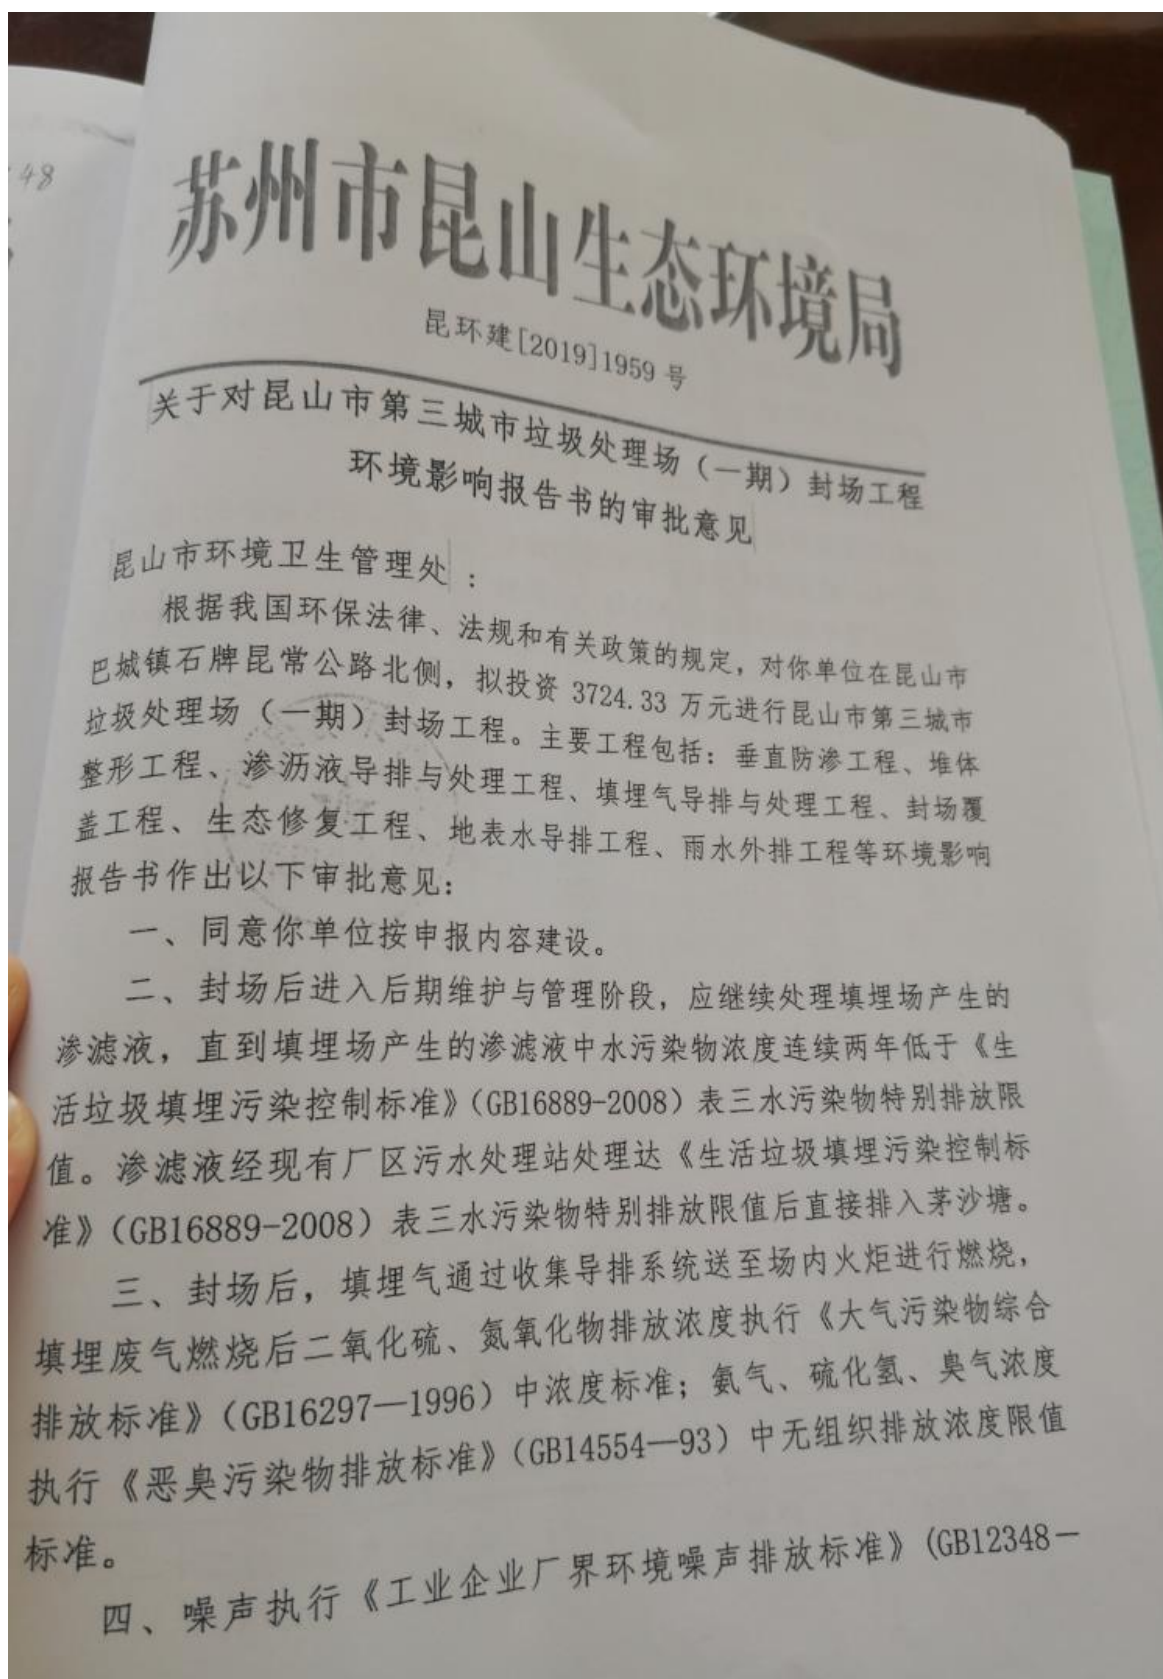 48
苏州市昆山生态环境局
昆环建[2019]1959号
关于对昆山市第三城市垃圾处理场（一期）封场工程
环境影响报告书的审批意见
昆山市环境卫生管理处：
根据我国环保法律、法规和有关政策的规定，对你单位在昆山市
巴城镇石牌昆常公路北侧，拟投资 3724.33 万元进行昆山市第三城市
垃圾处理场（一期）封场工程。主要工程包括：垂直防渗工程、堆体
整形工程、渗沥液导排与处理工程、填埋气导排与处理工程、封场覆
盖工程、生态修复工程、地表水导排工程、雨水外排工程等环境影响
报告书作出以下审批意见：
一、同意你单位按申报内容建设。
二、封场后进入后期维护与管理阶段，应继续处理填埋场产生的
渗滤液，直到填埋场产生的渗滤液中水污染物浓度连续两年低于《生
活垃圾填埋污染控制标准》（GB16889-2008）表三水污染物特别排放限
值。渗滤液经现有厂区污水处理站处理达《生活垃圾填埋污染控制标
准》（GB16889-2008）表三水污染物特别排放限值后直接排入茅沙塘。
三、封场后，填埋气通过收集导排系统送至场内火炬进行燃烧，
填埋废气燃烧后二氧化硫、氮氧化物排放浓度执行《大气污染物综合
排放标准》（GB16297—1996）中浓度标准；氨气、硫化氢、臭气浓度
执行《恶臭污染物排放标准》（GB14554—93）中无组织排放浓度限值
标准。
四、噪声执行《工业企业厂界环境噪声排放标准》（GB12348－